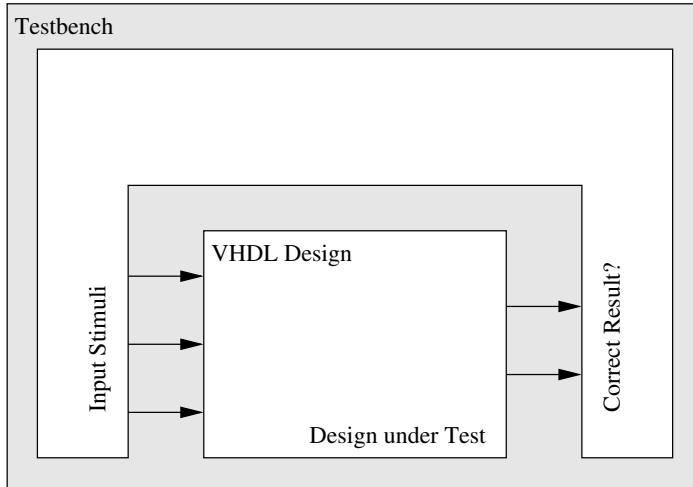 Testbench
VHDL Design
Input Stimuli
Correct Result?
Design under Test